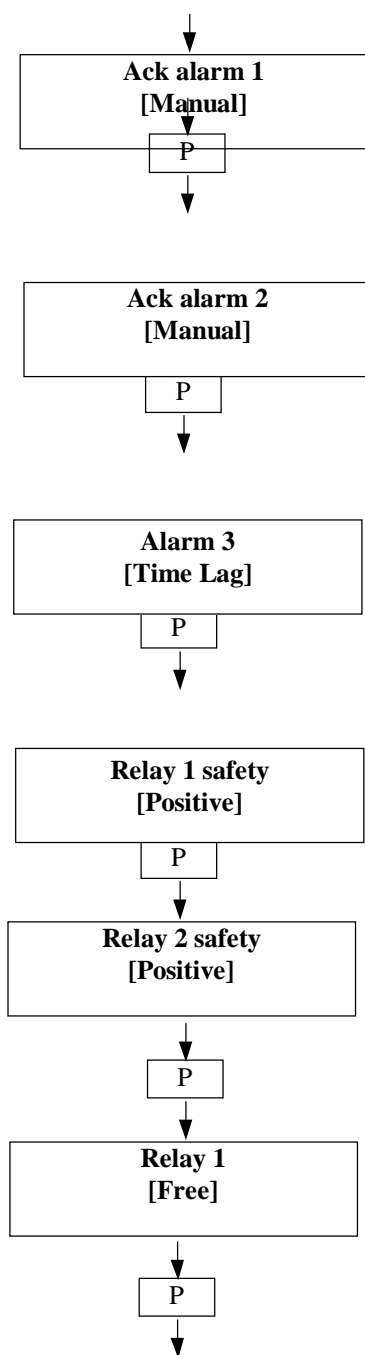 Ack alarm 1
[Manual]
P
Ack alarm 2
[Manual]
P
Alarm 3
[Time Lag]
P
Relay 1 safety
[Positive]
P
Relay 2 safety
[Positive]
P
Relay 1
[Free]
P